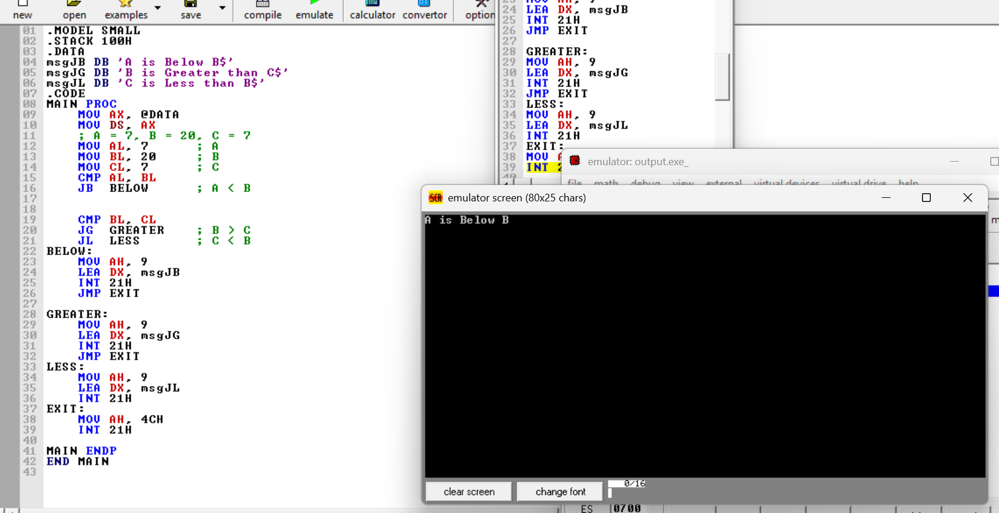 new open examples save compile emulate calculator convertor option
01 .MODEL SMALL
02 .STACK 100H
03 .DATA
04 msgJB DB 'A is Below B$'
05 msgJG DB 'B is Greater than C$'
06 msgJL DB 'C is Less than B$'
07 .CODE
08 MAIN PROC
09 MOV AX, @DATA
10 MOV DS, AX
11 ; A = 7, B = 20, C = 7
12 MOV AL, 7 ; A
13 MOV BL, 20 ; B
14 MOV CL, 7 ; C
15 CMP AL, BL
16 JB BELOW ; A < B
17
18
19 CMP BL, CL
20 JG GREATER ; B > C
21 JL LESS ; C < B
22 BELOW:
23 MOV AH, 9
24 LEA DX, msgJB
25 INT 21H
26 JMP EXIT
27
28 GREATER:
29 MOV AH, 9
30 LEA DX, msgJG
31 INT 21H
32 JMP EXIT
33 LESS:
34 MOV AH, 9
35 LEA DX, msgJL
36 INT 21H
37 EXIT:
38 MOV AH, 4CH
39 INT 21H
40
41 MAIN ENDP
42 END MAIN
43
23 MOV AH, 9
24 LEA DX, msgJB
25 INT 21H
26 JMP EXIT
27
28 GREATER:
29 MOV AH, 9
30 LEA DX, msgJG
31 INT 21H
32 JMP EXIT
33 LESS:
34 MOV AH, 9
35 LEA DX, msgJL
36 INT 21H
37 EXIT:
38 MOV
39 INT 2
40
emulator: output.exe_
file math debug view external virtual devices virtual drive help
SCR emulator screen (80x25 chars)
A is Below B
clear screen change font 0/16
ES 0700